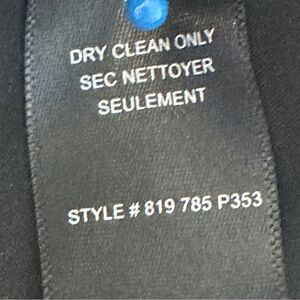 DRY CLEAN ONLY
SEC NETTOYER
SEULEMENT
STYLE # 819 785 P353